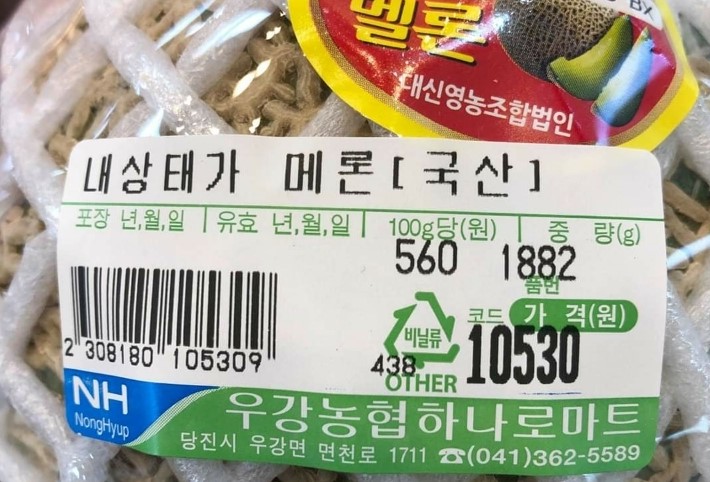 BX
멜론
대신영농조합법인
내상태가 메론[국산]
포장 년,월,일 유효 년,월,일 100g당(원) 중 량(g)
560 1882
품번
비닐류 코드 가 격(원)
2 308180 105309 438 10530
OTHER
NH 우강농협하나로마트
NongHyup 당진시 우강면 면천로 1711 ☎(041)362-5589